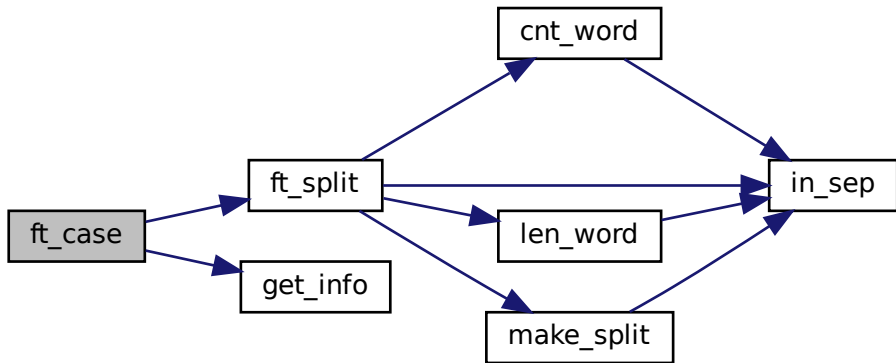 cnt_word
ft_split
in_sep
ft_case
len_word
get_info
make_split